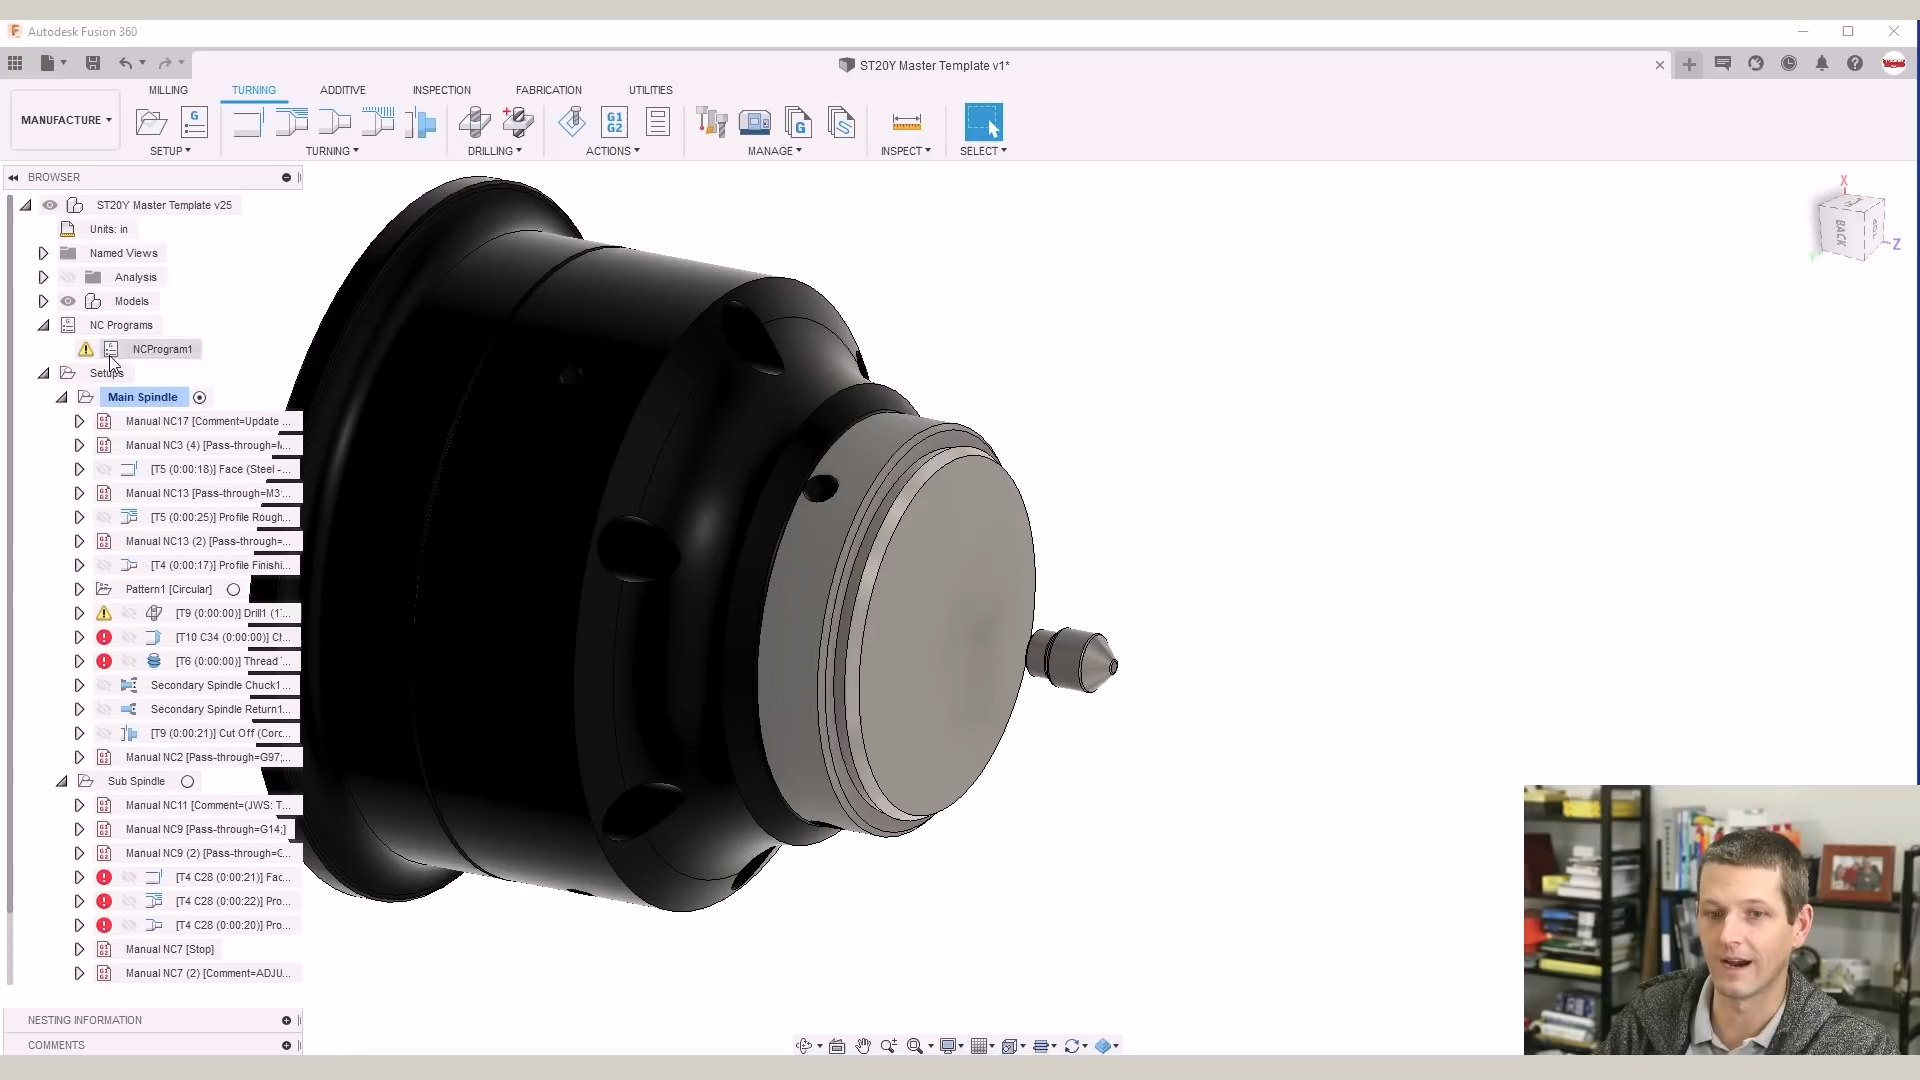 Autodesk Fusion 360
ST20Y Master Template v1*
MANUFACTURE
MILLING
TURNING
ADDITIVE
INSPECTION
FABRICATION
UTILITIES
G
G1
G2
G
SETUP
TURNING
DRILLING
ACTIONS
MANAGE
INSPECT
SELECT
BROWSER
ST20Y Master Template v25
Units: in
Named Views
Analysis
Models
NC Programs
NCProgram1
Setups
Main Spindle
Manual NC17 [Comment=Update ...
Manual NC3 (4) [Pass-through=M...
[T5 (0:00:18)] Face (Steel -...
Manual NC13 [Pass-through=M3...
[T5 (0:00:25)] Profile Rough...
Manual NC13 (2) [Pass-through=...
[T4 (0:00:17)] Profile Finishi...
Pattern1 [Circular]
[T9 (0:00:00)] Drill1 (1...
[T10 C34 (0:00:00)] Ch...
[T6 (0:00:00)] Thread ...
Secondary Spindle Chuck1...
Secondary Spindle Return1...
[T9 (0:00:21)] Cut Off (Corc...
Manual NC2 [Pass-through=G97;...
Sub Spindle
Manual NC11 [Comment=(JWS: T...
Manual NC9 [Pass-through=G14;]
Manual NC9 (2) [Pass-through=G...
[T4 C28 (0:00:21)] Fac...
[T4 C28 (0:00:22)] Pro...
[T4 C28 (0:00:20)] Pro...
Manual NC7 [Stop]
Manual NC7 (2) [Comment=ADJU...
NESTING INFORMATION
COMMENTS
X
BACK
Z
Y